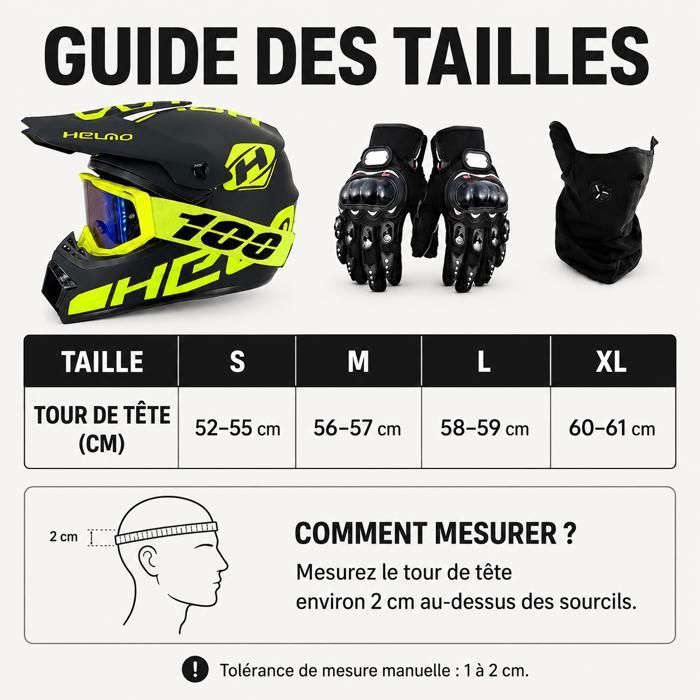 GUIDE DES TAILLES
HELMO
H
100
HELMO
TAILLE S M L XL
TOUR DE TÊTE
(CM) 52–55 cm 56–57 cm 58–59 cm 60–61 cm
2 cm
COMMENT MESURER ?
Mesurez le tour de tête
environ 2 cm au-dessus des sourcils.
! Tolérance de mesure manuelle : 1 à 2 cm.